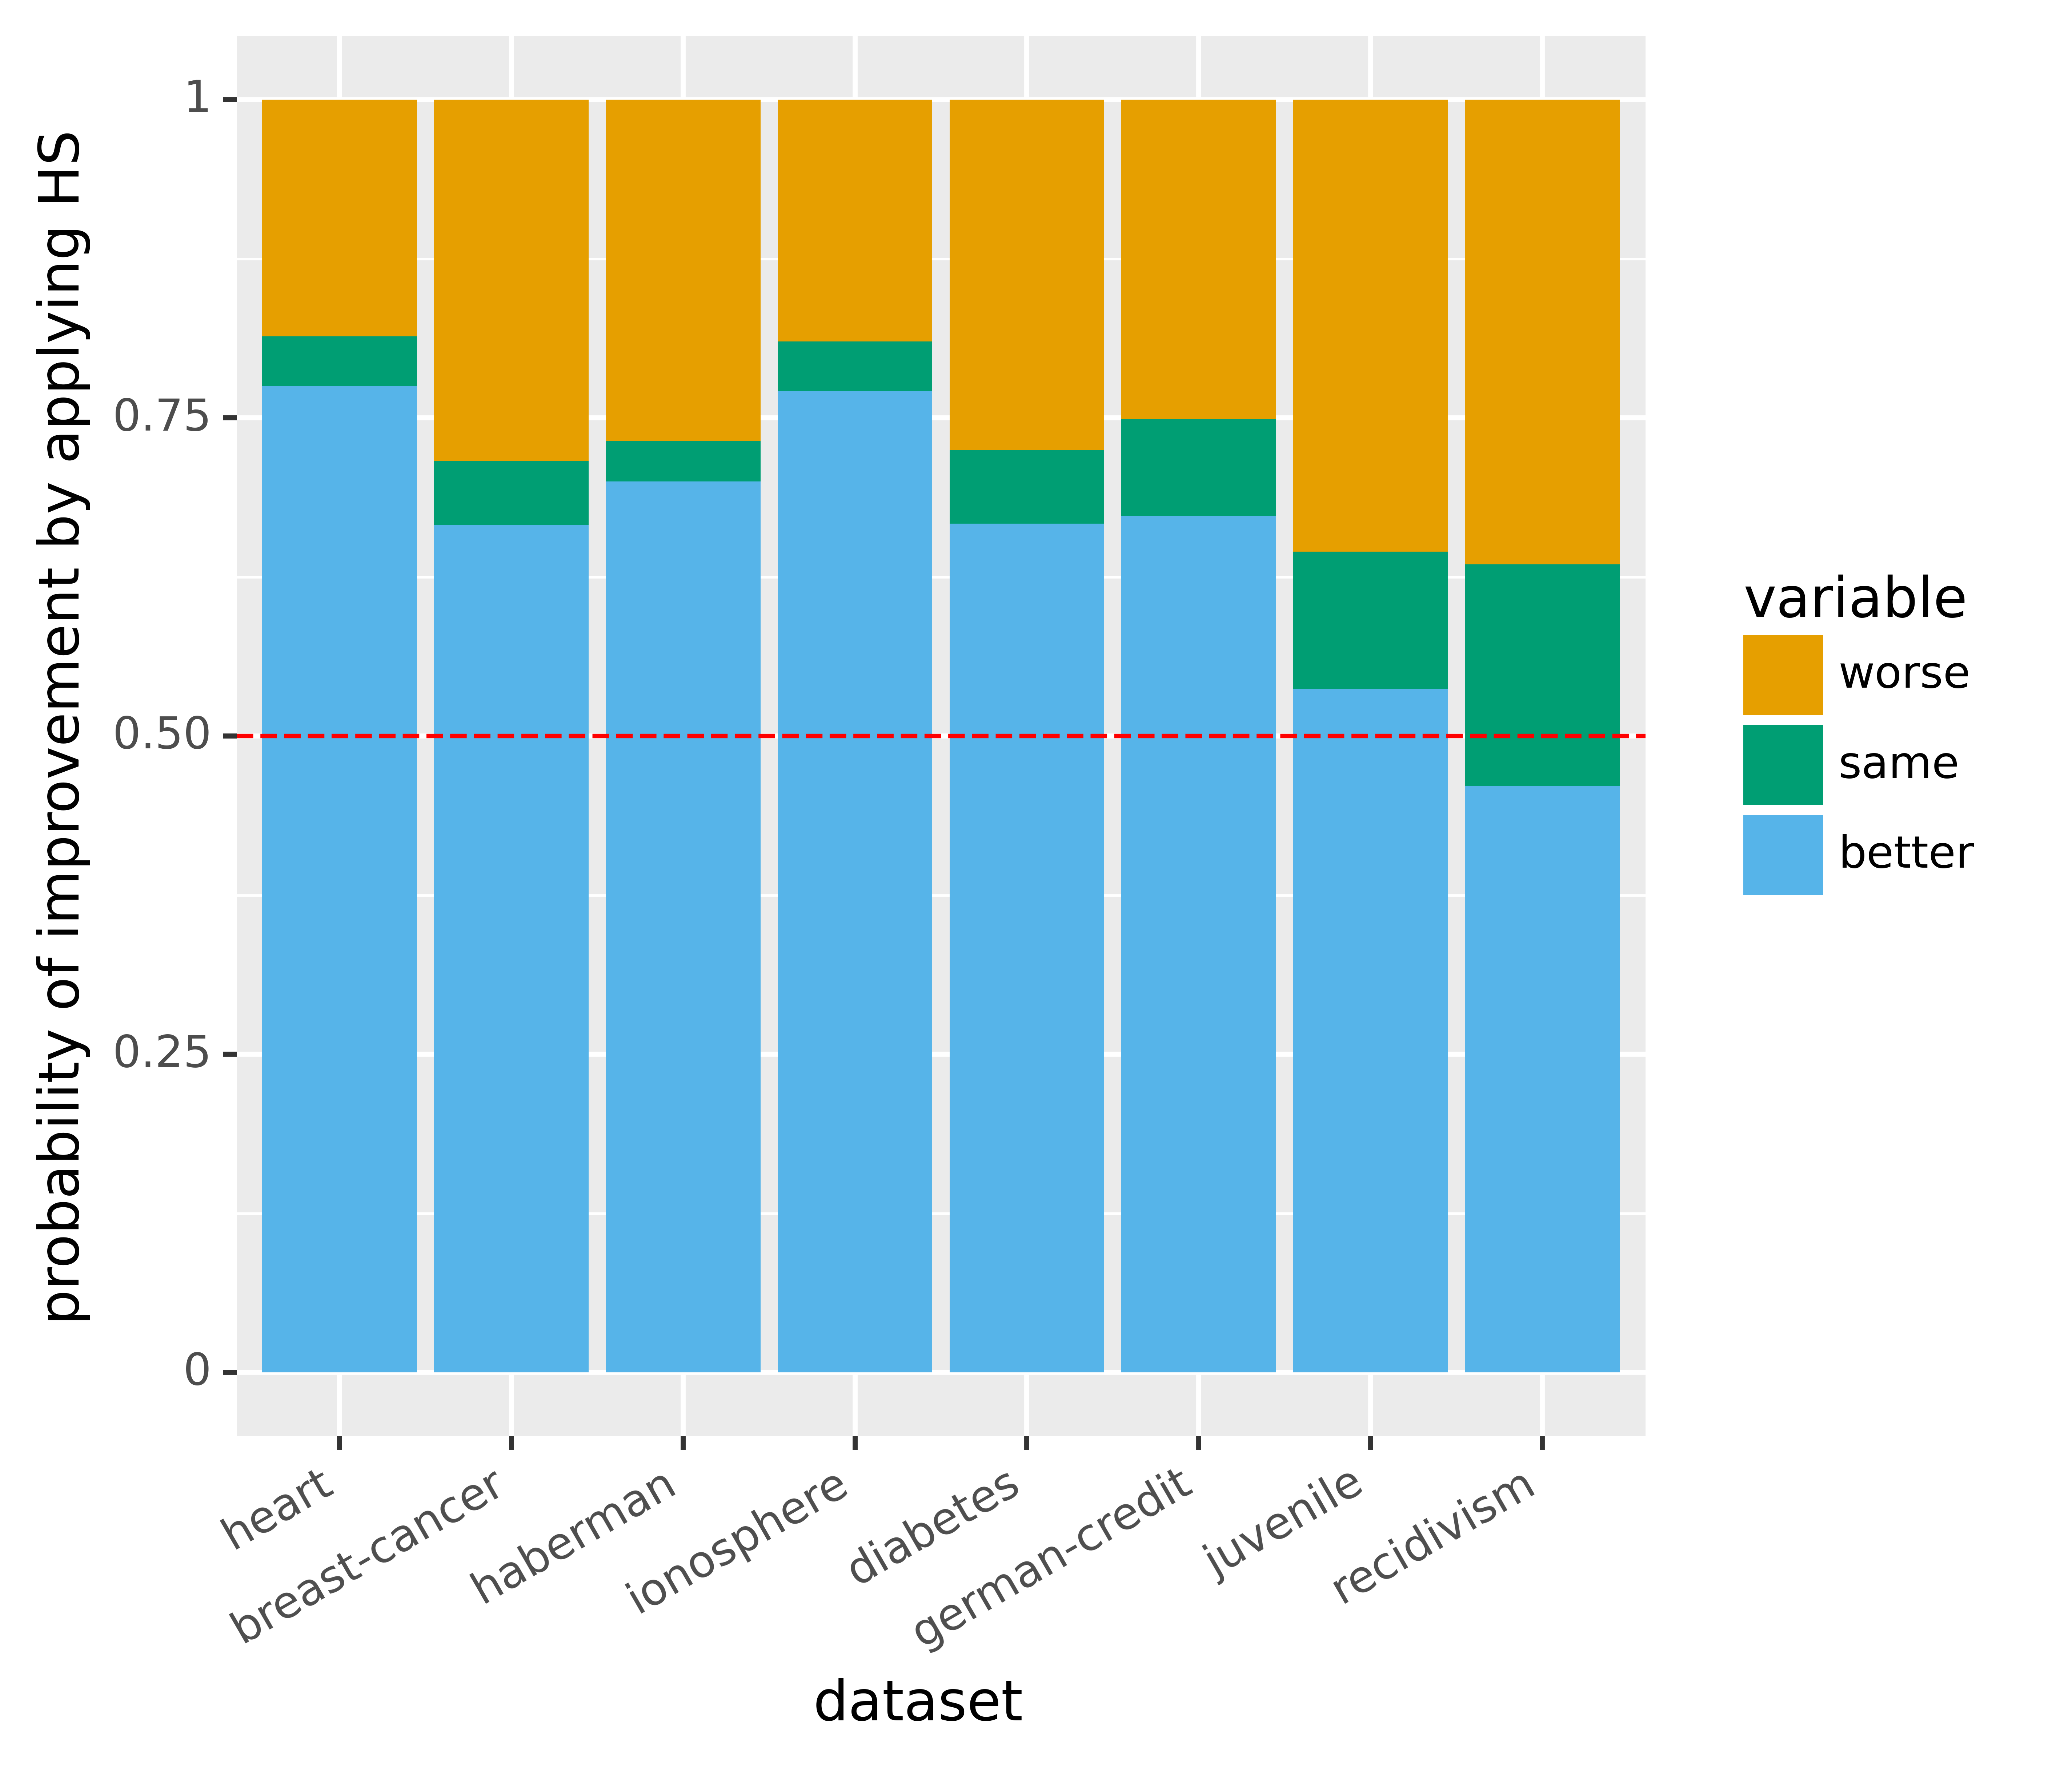 probability of improvement by applying HS
1
0.75
0.50
0.25
0
heart
breast-cancer
haberman
ionosphere
diabetes
german-credit
juvenile
recidivism
dataset
variable
worse
same
better